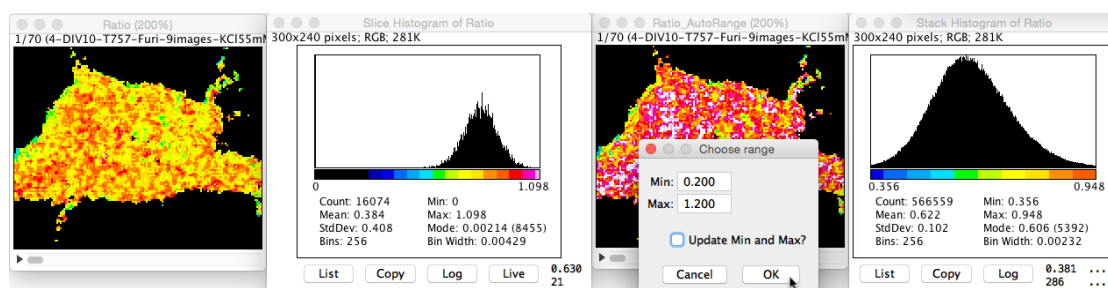 Ratio (200%)
1/70 (4-DIV10-T757-Furi-9images-KCl55mM
Slice Histogram of Ratio
300x240 pixels; RGB; 281K
0
1.098
Count: 16074
Min: 0
Mean: 0.384
Max: 1.098
StdDev: 0.408
Mode: 0.00214 (8455)
Bins: 256
Bin Width: 0.00429
List
Copy
Log
Live
0.630
21
Ratio_AutoRange (200%)
1/70 (4-DIV10-T757-Furi-9images-KCl55m
Choose range
Min: 0.200
Max: 1.200
Update Min and Max?
Cancel
OK
Stack Histogram of Ratio
300x240 pixels; RGB; 281K
0.356
0.948
Count: 566559
Min: 0.356
Mean: 0.622
Max: 0.948
StdDev: 0.102
Mode: 0.606 (5392)
Bins: 256
Bin Width: 0.00232
List
Copy
Log
0.381 ...
286 ...